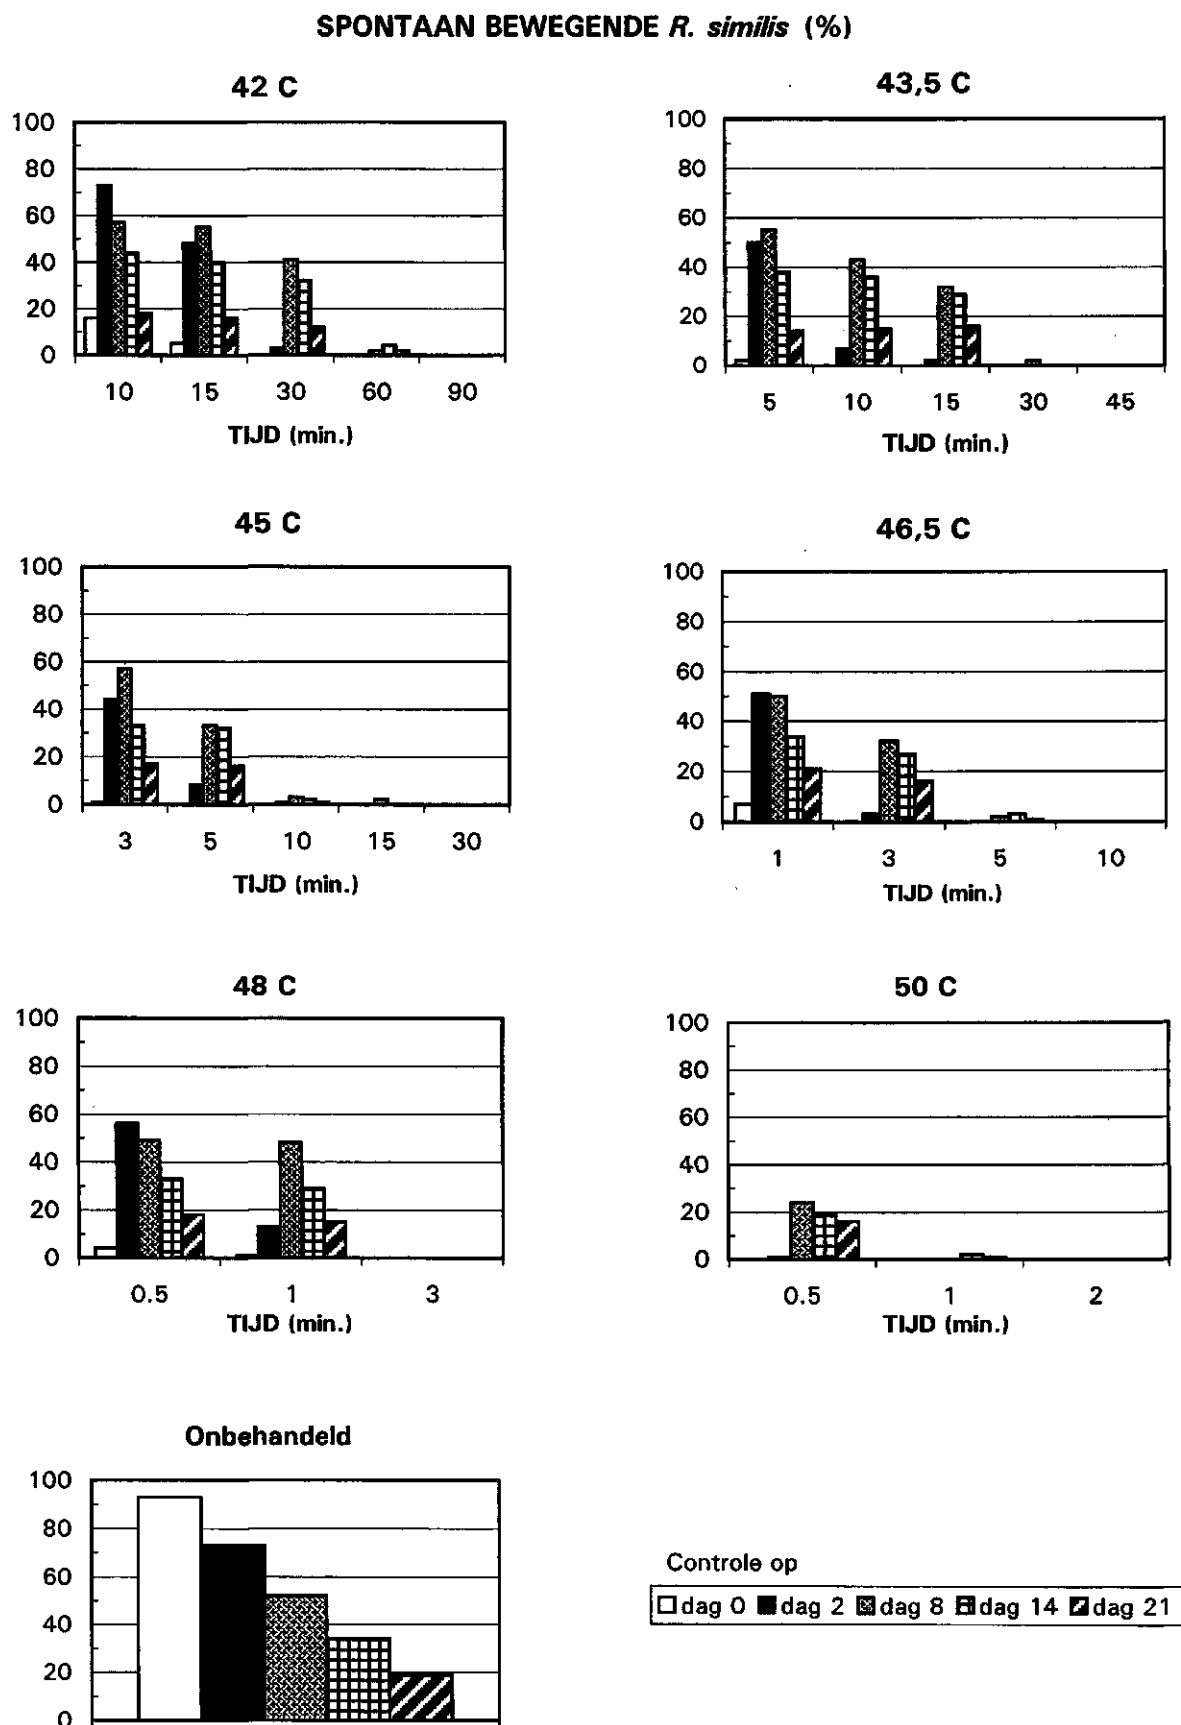 SPONTAAN BEWEGENDE R. similis (%)
42 C
100
80
60
40
20
0
10 15 30 60 90
TIJD (min.)
43,5 C
100
80
60
40
20
0
5 10 15 30 45
TIJD (min.)
45 C
100
80
60
40
20
0
3 5 10 15 30
TIJD (min.)
46,5 C
100
80
60
40
20
0
1 3 5 10
TIJD (min.)
48 C
100
80
60
40
20
0
0.5 1 3
TIJD (min.)
50 C
100
80
60
40
20
0
0.5 1 2
TIJD (min.)
Onbehandeld
100
80
60
40
20
0
Controle op
dag 0 dag 2 dag 8 dag 14 dag 21